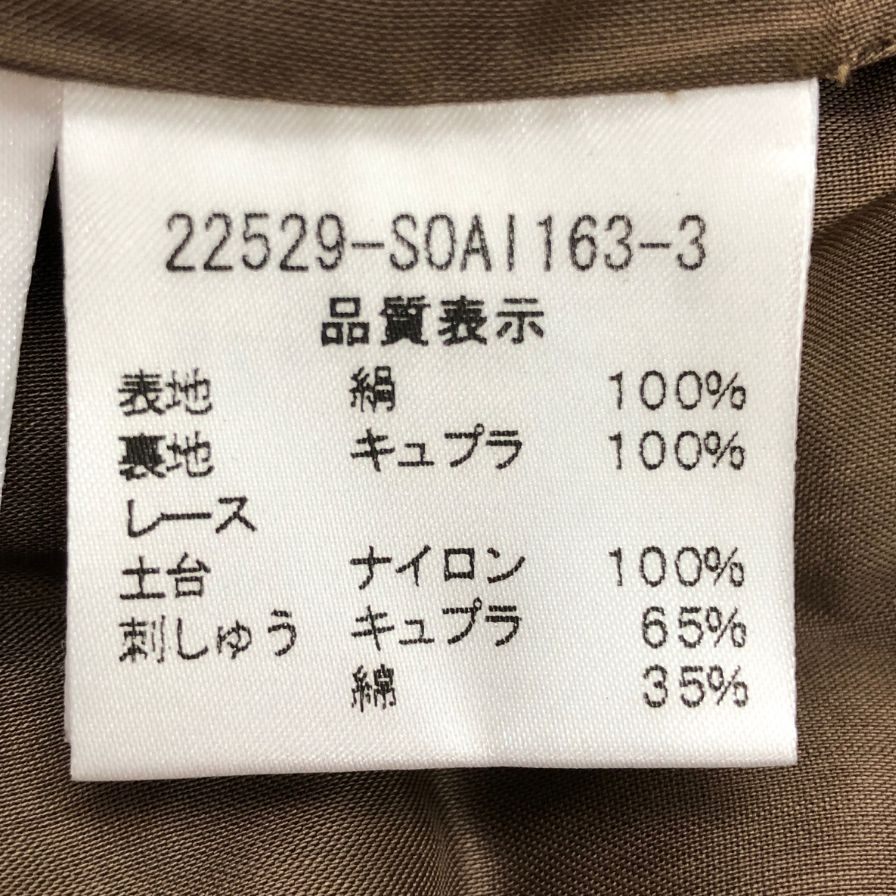 22529-SOAI163-3
品質表示
表地 絹 100%
裏地 キュプラ 100%
レース
土台 ナイロン 100%
刺しゅう キュプラ 65%
綿 35%